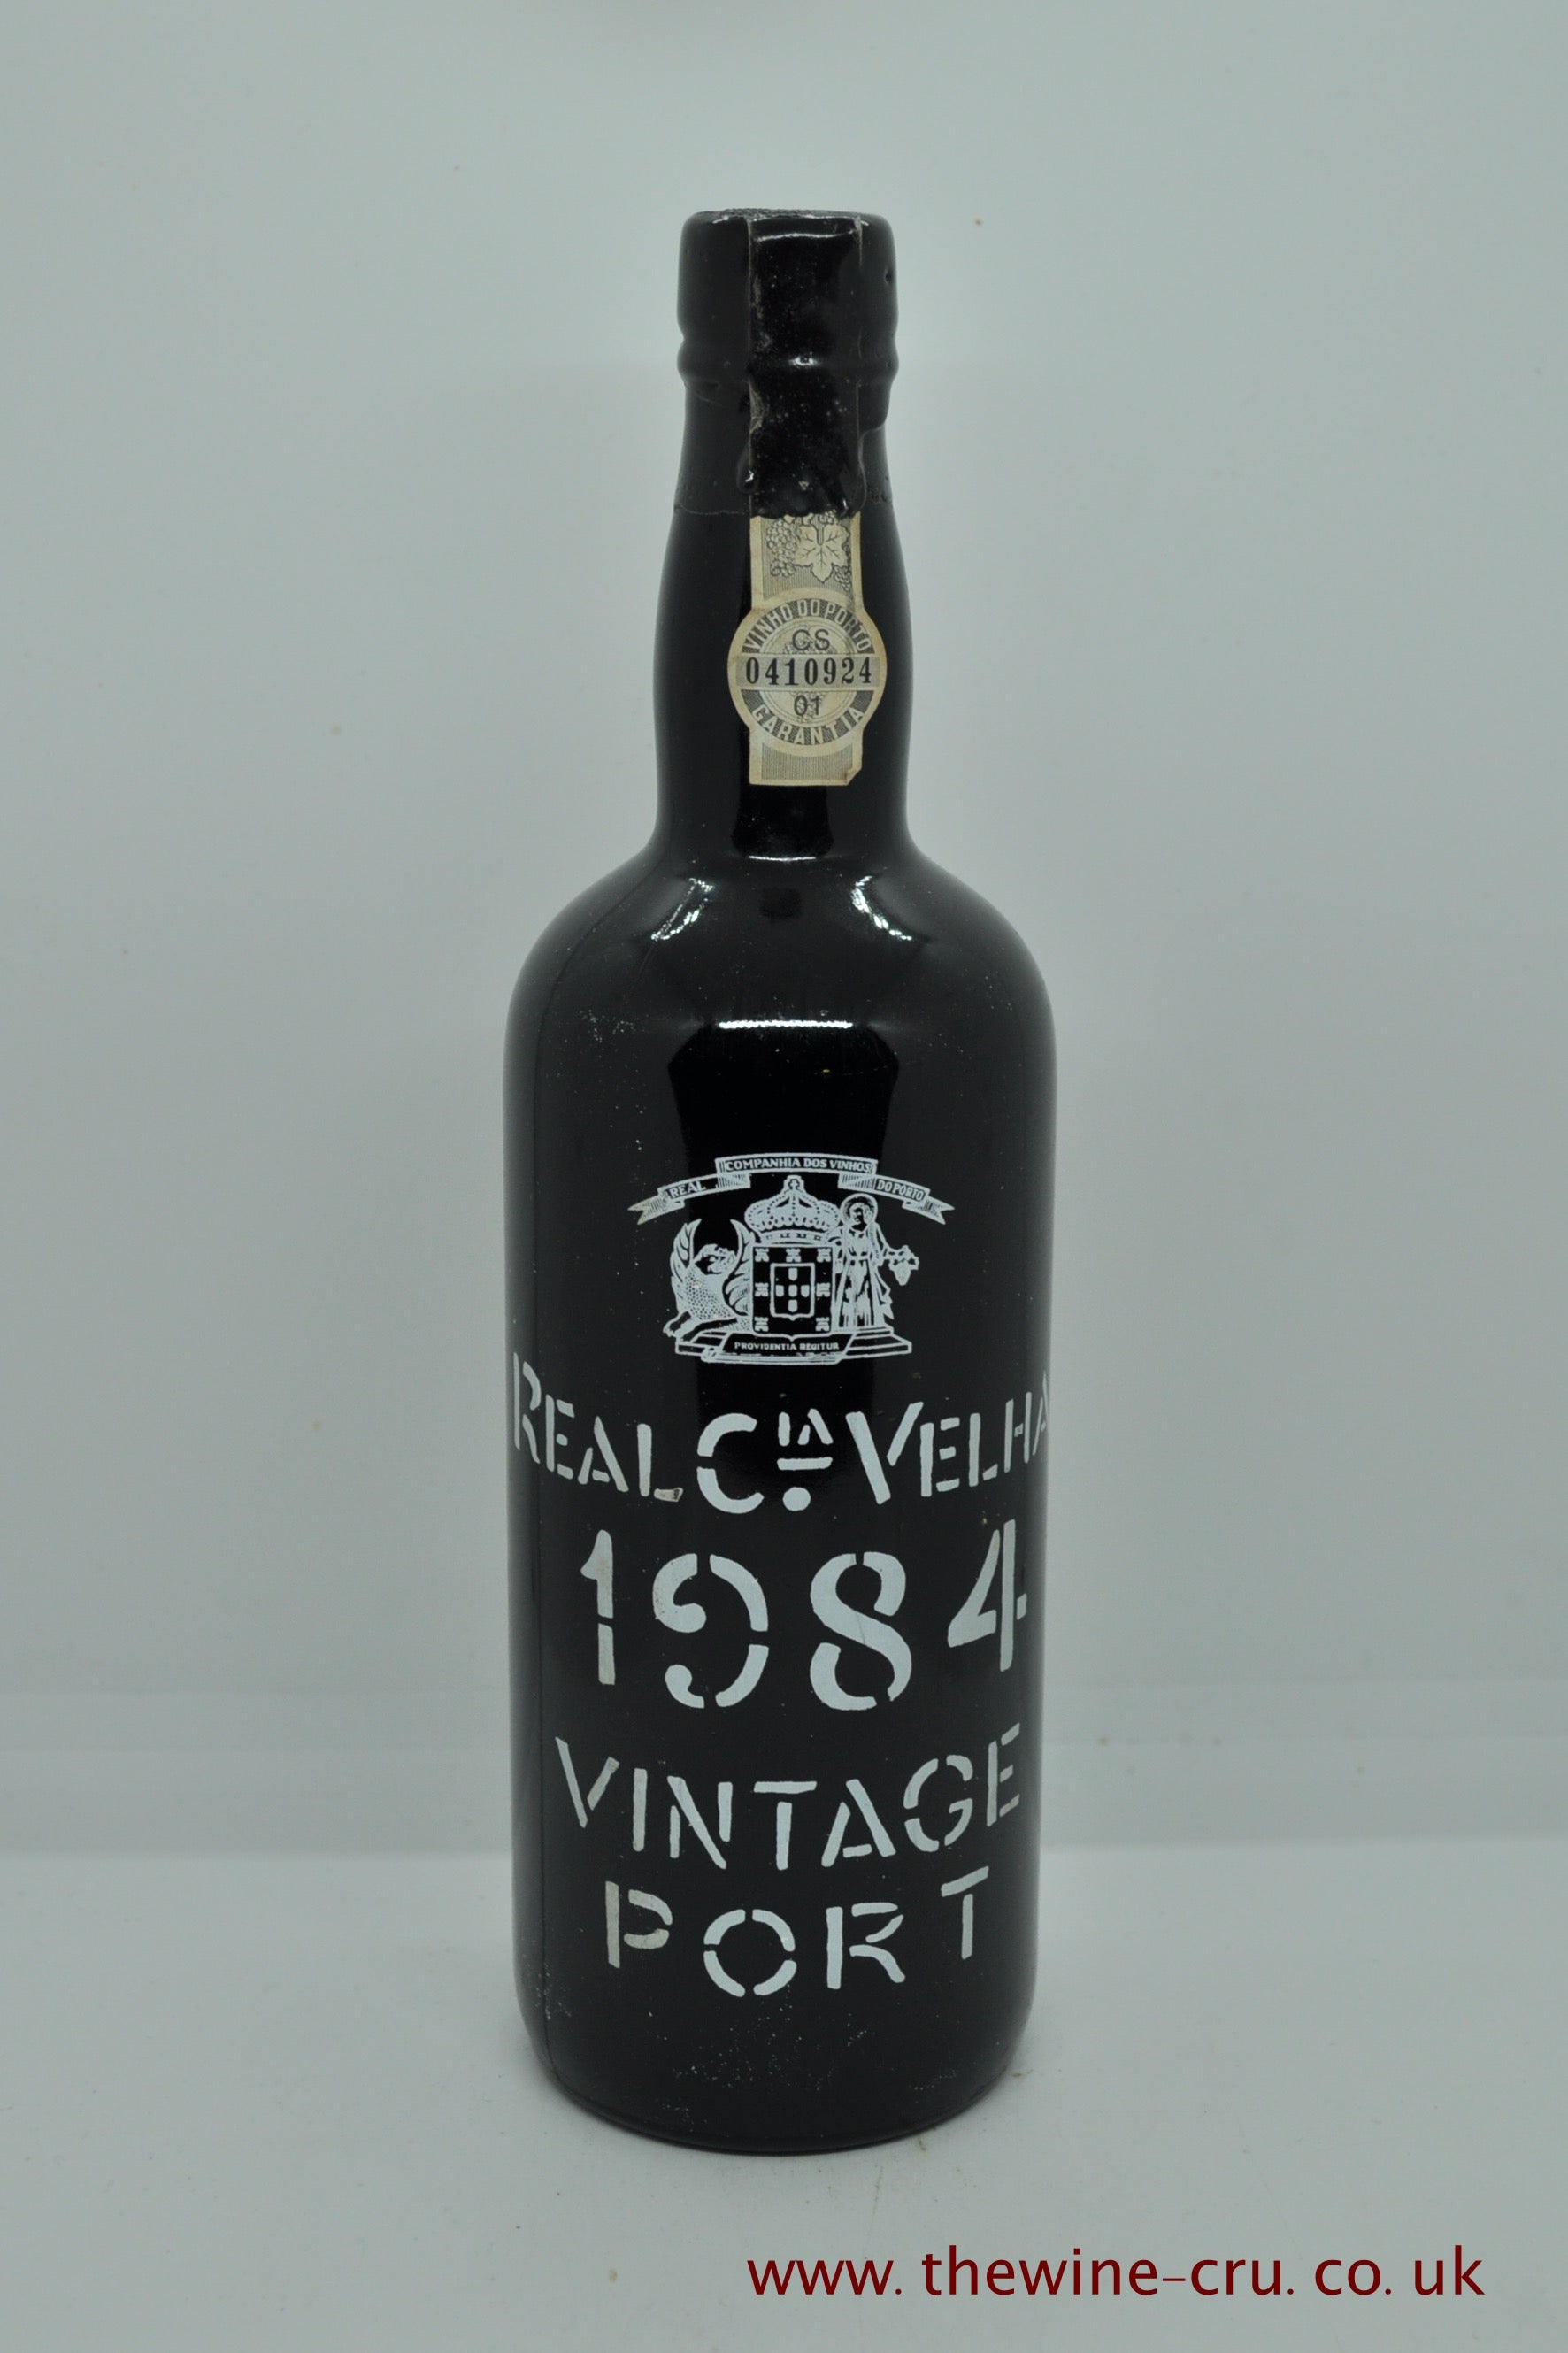 VINHO DO PORTO
CS
0410924
01
GARANTIA
REAL COMPANHIA DOS VINHOS DO PORTO
PROVIDENTIA REGITUR
REAL CIA. VELHA
1984
VINTAGE
PORT
www.thewine-cru.co.uk